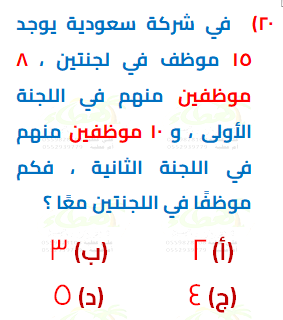 ٢٠) في شركة سعودية يوجد
١٥ موظف في لجنتين ، ٨
موظفين منهم في اللجنة
الأولى ، و ١٠ موظفين منهم
في اللجنة الثانية ، فكم
موظفًا في اللجنتين معًا ؟
(أ) ٢ (ب) ٣
(ج) ٤ (د) ٥